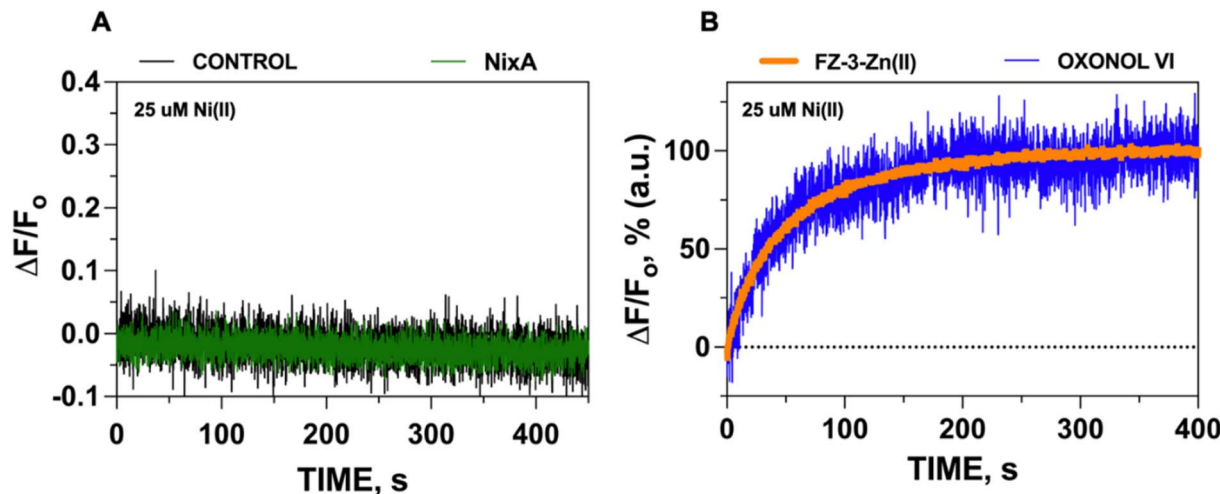 A
CONTROL NixA
0.4
25 uM Ni(II)
0.3
0.2
0.1
0.0
-0.1
ΔF/Fo
0 100 200 300 400
TIME, s
B
FZ-3-Zn(II) OXONOL VI
25 uM Ni(II)
100
50
0
ΔF/Fo, % (a.u.)
0 100 200 300 400
TIME, s